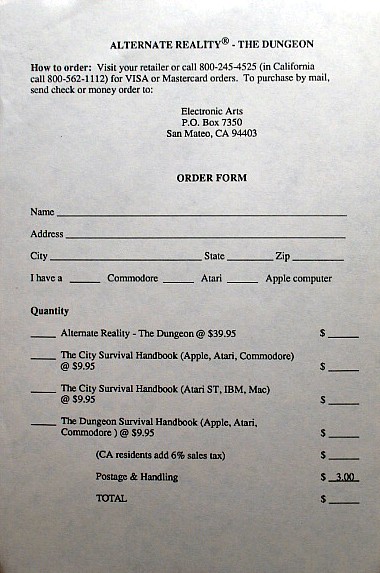 ALTERNATE REALITY® - THE DUNGEON
How to order: Visit your retailer or call 800-245-4525 (in California
call 800-562-1112) for VISA or Mastercard orders. To purchase by mail,
send check or money order to:
Electronic Arts
P.O. Box 7350
San Mateo, CA 94403
ORDER FORM
Name
Address
City State Zip
I have a Commodore Atari Apple computer
Quantity
Alternate Reality - The Dungeon @ $39.95 $
The City Survival Handbook (Apple, Atari, Commodore)
@ $9.95 $
The City Survival Handbook (Atari ST, IBM, Mac)
@ $9.95 $
The Dungeon Survival Handbook (Apple, Atari,
Commodore ) @ $9.95 $
(CA residents add 6% sales tax) $
Postage & Handling $ 3.00
TOTAL $